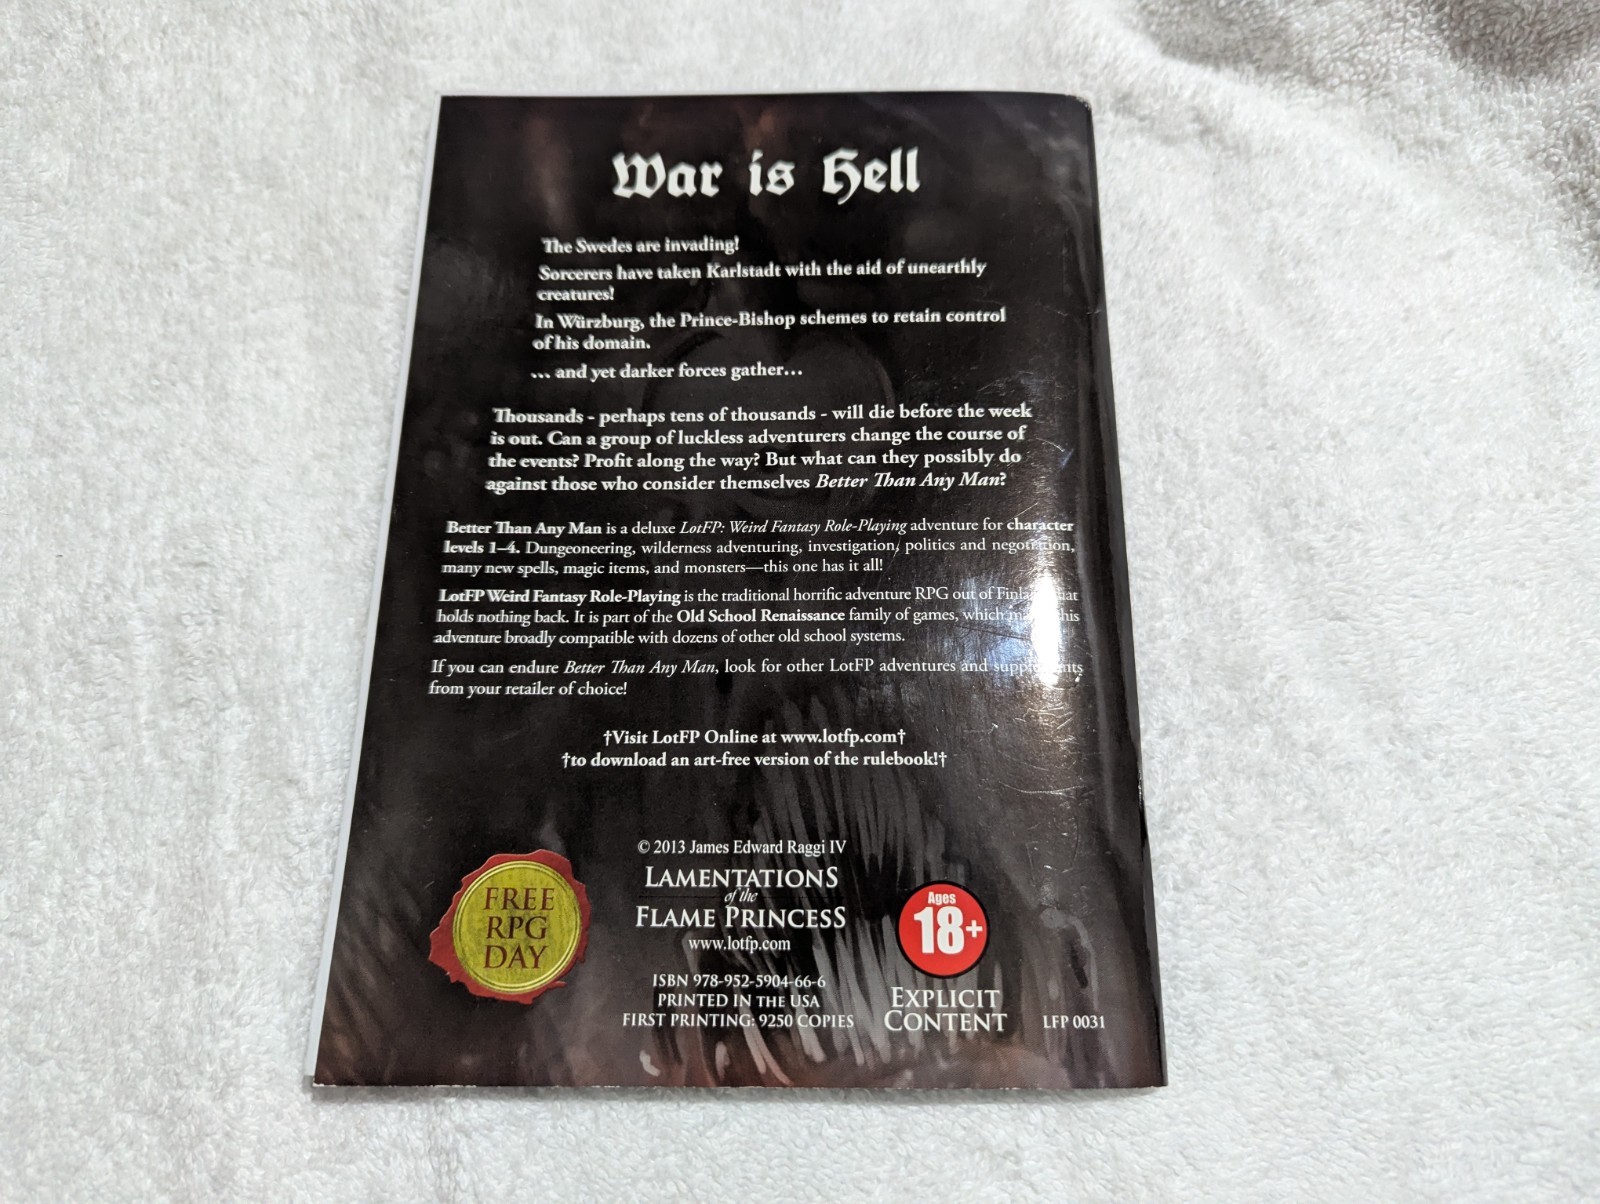 War is Hell
The Swedes are invading!
Sorcerers have taken Karlstadt with the aid of unearthly
creatures!
In Würzburg, the Prince-Bishop schemes to retain control
of his domain.
... and yet darker forces gather...
Thousands - perhaps tens of thousands - will die before the week
is out. Can a group of luckless adventurers change the course of
the events? Profit along the way? But what can they possibly do
against those who consider themselves Better Than Any Man?
Better Than Any Man is a deluxe LotFP: Weird Fantasy Role-Playing adventure for character
levels 1–4. Dungeoneering, wilderness adventuring, investigation, politics and negotiation,
many new spells, magic items, and monsters—this one has it all!
LotFP Weird Fantasy Role-Playing is the traditional horrific adventure RPG out of
holds nothing back. It is part of the Old School Renaissance family of games, which
adventure broadly compatible with dozens of other old school systems.
If you can endure Better Than Any Man, look for other LotFP adventures and supplements
from your retailer of choice!
†Visit LotFP Online at www.lotfp.com†
†to download an art-free version of the rulebook!†
© 2013 James Edward Raggi IV
LAMENTATIONS
of the
FLAME PRINCESS
www.lotfp.com
ISBN 978-952-5904-66-6
PRINTED IN THE USA
FIRST PRINTING: 9250 COPIES
FREE
RPG
DAY
Ages
18+
EXPLICIT
CONTENT
LFP 0031